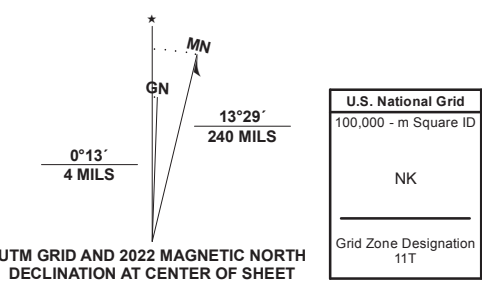 ★
MN
GN
13°29´
240 MILS
0°13´
4 MILS
UTM GRID AND 2022 MAGNETIC NORTH
DECLINATION AT CENTER OF SHEET
U.S. National Grid
100,000 - m Square ID
NK
Grid Zone Designation
11T